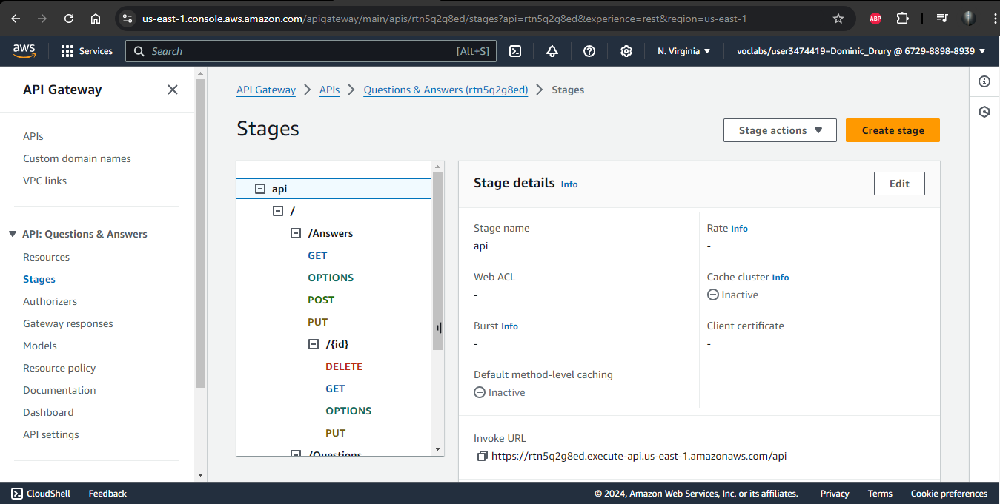 us-east-1.console.aws.amazon.com/apigateway/main/apis/rtn5q2g8ed/stages?api=rtn5q2g8ed&experience=rest&region=us-east-1
ABP
aws Services Search [Alt+S] N. Virginia voclabs/user3474419=Dominic_Drury @ 6729-8898-8939
API Gateway
APIs
Custom domain names
VPC links
API: Questions & Answers
Resources
Stages
Authorizers
Gateway responses
Models
Resource policy
Documentation
Dashboard
API settings
API Gateway > APIs > Questions & Answers (rtn5q2g8ed) > Stages
Stages
Stage actions
Create stage
api
/
/Answers
GET
OPTIONS
POST
PUT
/{id}
DELETE
GET
OPTIONS
PUT
/Questions
Stage details Info
Edit
Stage name
api
Web ACL
-
Burst Info
-
Default method-level caching
Inactive
Rate Info
-
Cache cluster Info
Inactive
Client certificate
-
Invoke URL
https://rtn5q2g8ed.execute-api.us-east-1.amazonaws.com/api
CloudShell Feedback © 2024, Amazon Web Services, Inc. or its affiliates. Privacy Terms Cookie preferences